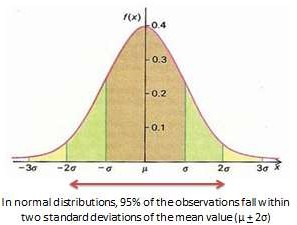 f(x)
0.4
0.3
0.2
0.1
-3σ -2σ -σ μ σ 2σ 3σ x
In normal distributions, 95% of the observations fall within
two standard deviations of the mean value (μ ± 2σ)